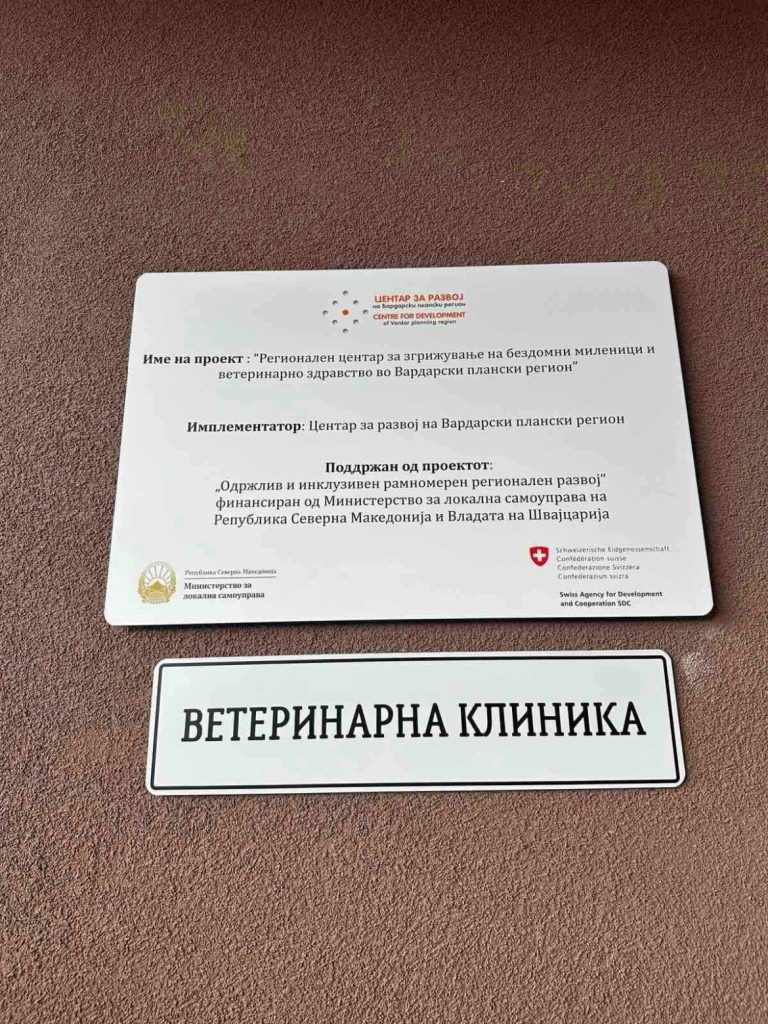 ЦЕНТАР ЗА РАЗВОЈ
на Вардарски плански регион
CENTRE FOR DEVELOPMENT
of Vardar planning region
Име на проект : "Регионален центар за згрижување на бездомни миленици и
ветеринарно здравство во Вардарски плански регион"
Имплементатор: Центар за развој на Вардарски плански регион
Поддржан од проектот:
„Одржлив и инклузивен рамномерен регионален развој“
финансиран од Министерство за локална самоуправа на
Република Северна Македонија и Владата на Швајцарија
Република Северна Македонија
Министерство за
локална самоуправа
Schweizerische Eidgenossenschaft
Confédération suisse
Confederazione Svizzera
Confederaziun svizra
Swiss Agency for Development
and Cooperation SDC
ВЕТЕРИНАРНА КЛИНИКА